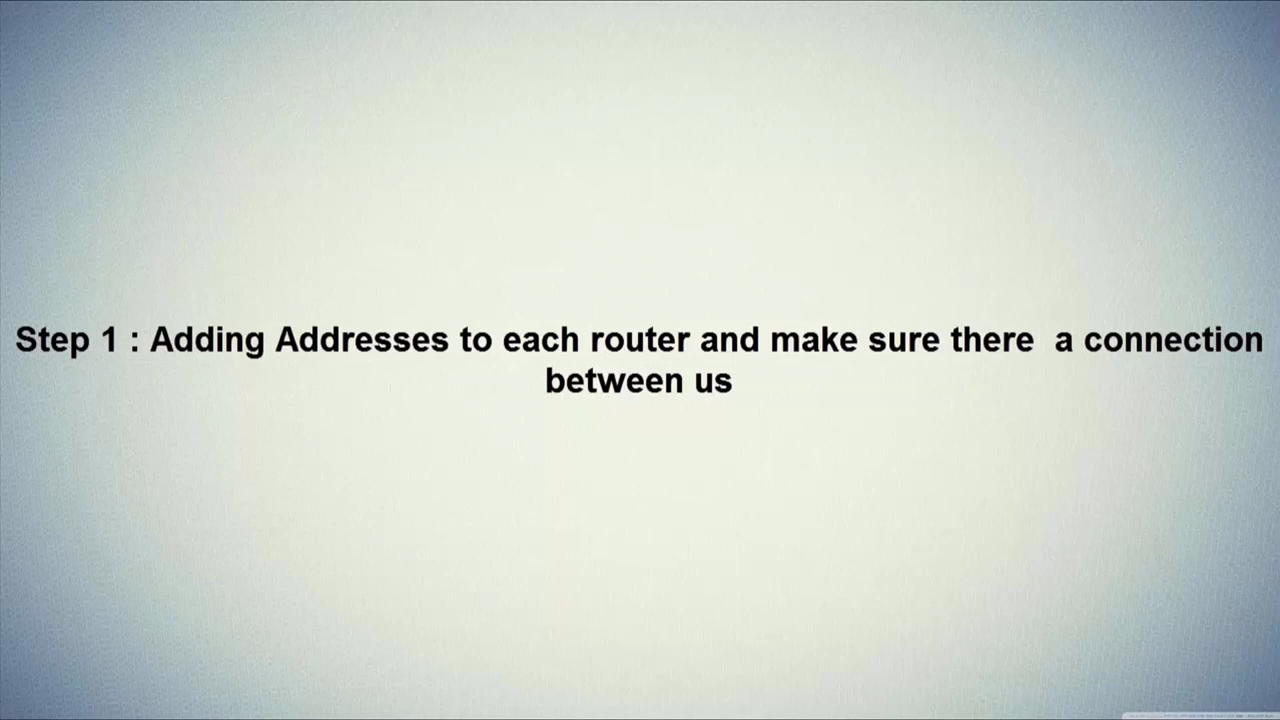 Step 1 : Adding Addresses to each router and make sure there  a connection
between us